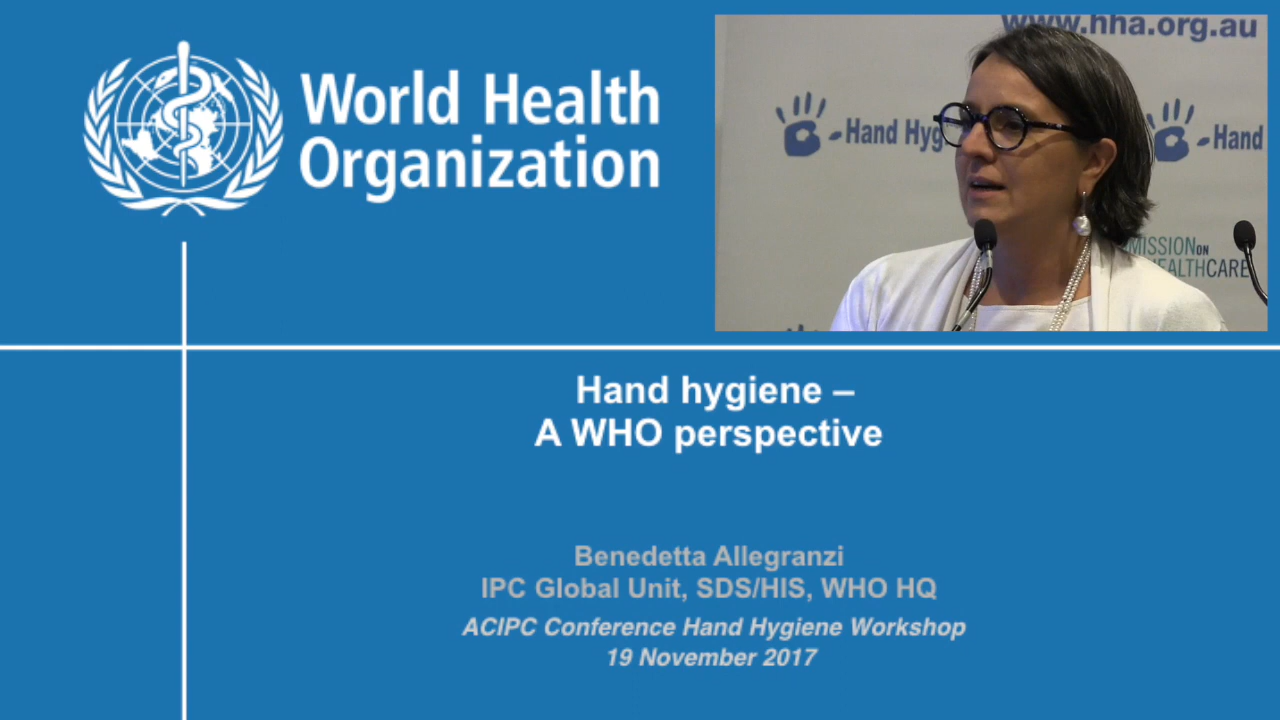 World Health
Organization
www.hha.org.au
Hand Hyg
Hand
MISSION ON
EALTHCARE
Hand hygiene –
A WHO perspective
Benedetta Allegranzi
IPC Global Unit, SDS/HIS, WHO HQ
ACIPC Conference Hand Hygiene Workshop
19 November 2017